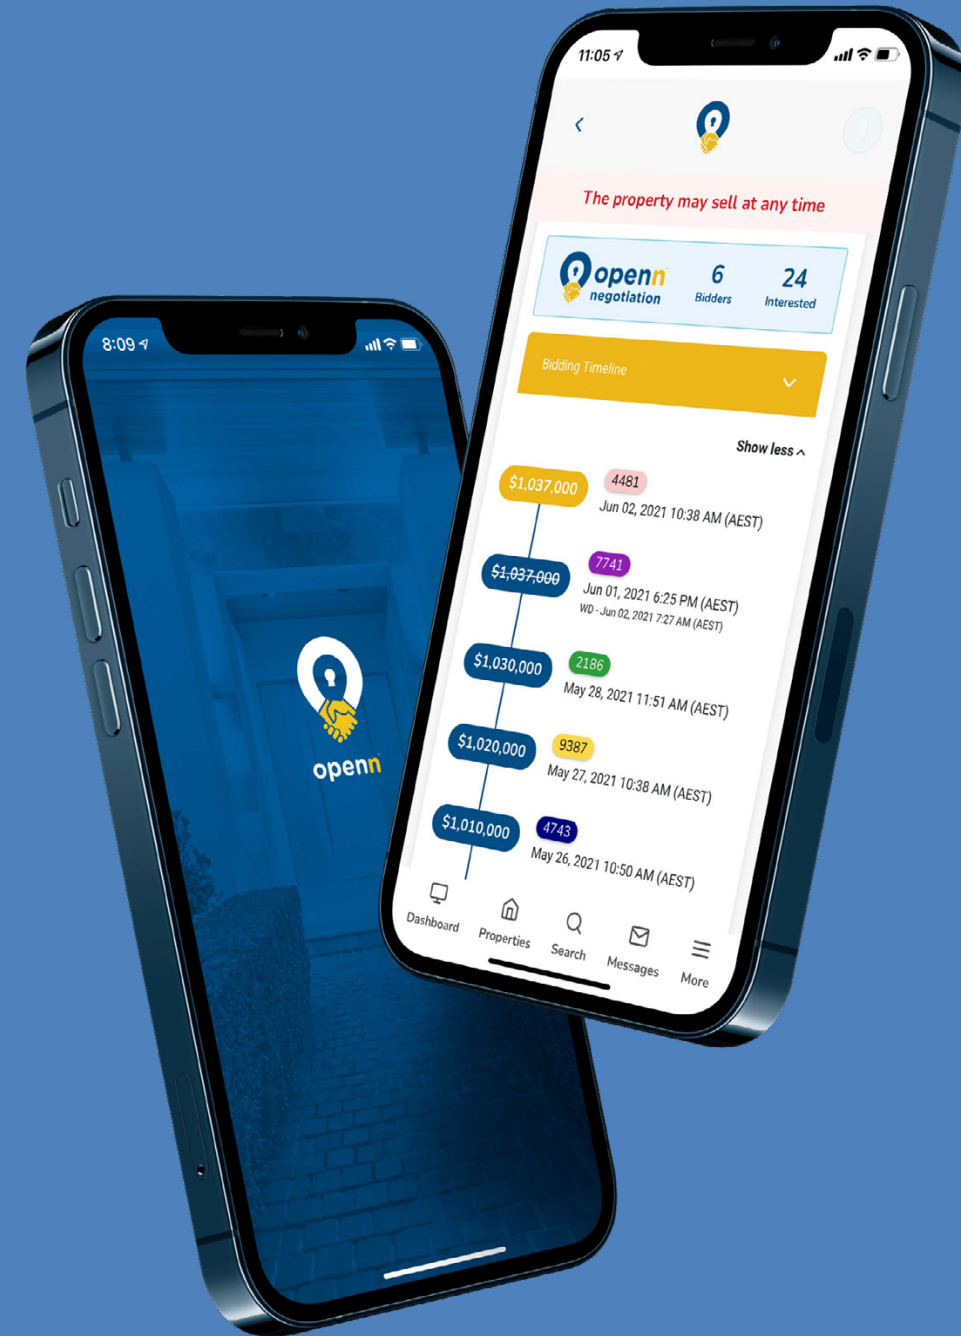 11:05
The property may sell at any time
openn
negotiation
6
Bidders
24
Interested
Bidding Timeline
Show less
$1,037,000
4481
Jun 02, 2021 10:38 AM (AEST)
$1,037,000
7741
Jun 01, 2021 6:25 PM (AEST)
WD - Jun 02, 2021 7:27 AM (AEST)
$1,030,000
2186
May 28, 2021 11:51 AM (AEST)
$1,020,000
9387
May 27, 2021 10:38 AM (AEST)
$1,010,000
4743
May 26, 2021 10:50 AM (AEST)
Dashboard
Properties
Search
Messages
More
8:09
openn